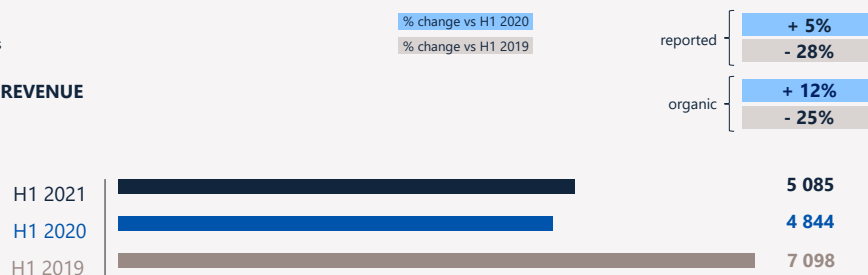 % change vs H1 2020
% change vs H1 2019
reported
+ 5%
- 28%
REVENUE
organic
+ 12%
- 25%
H1 2021
5 085
H1 2020
4 844
H1 2019
7 098